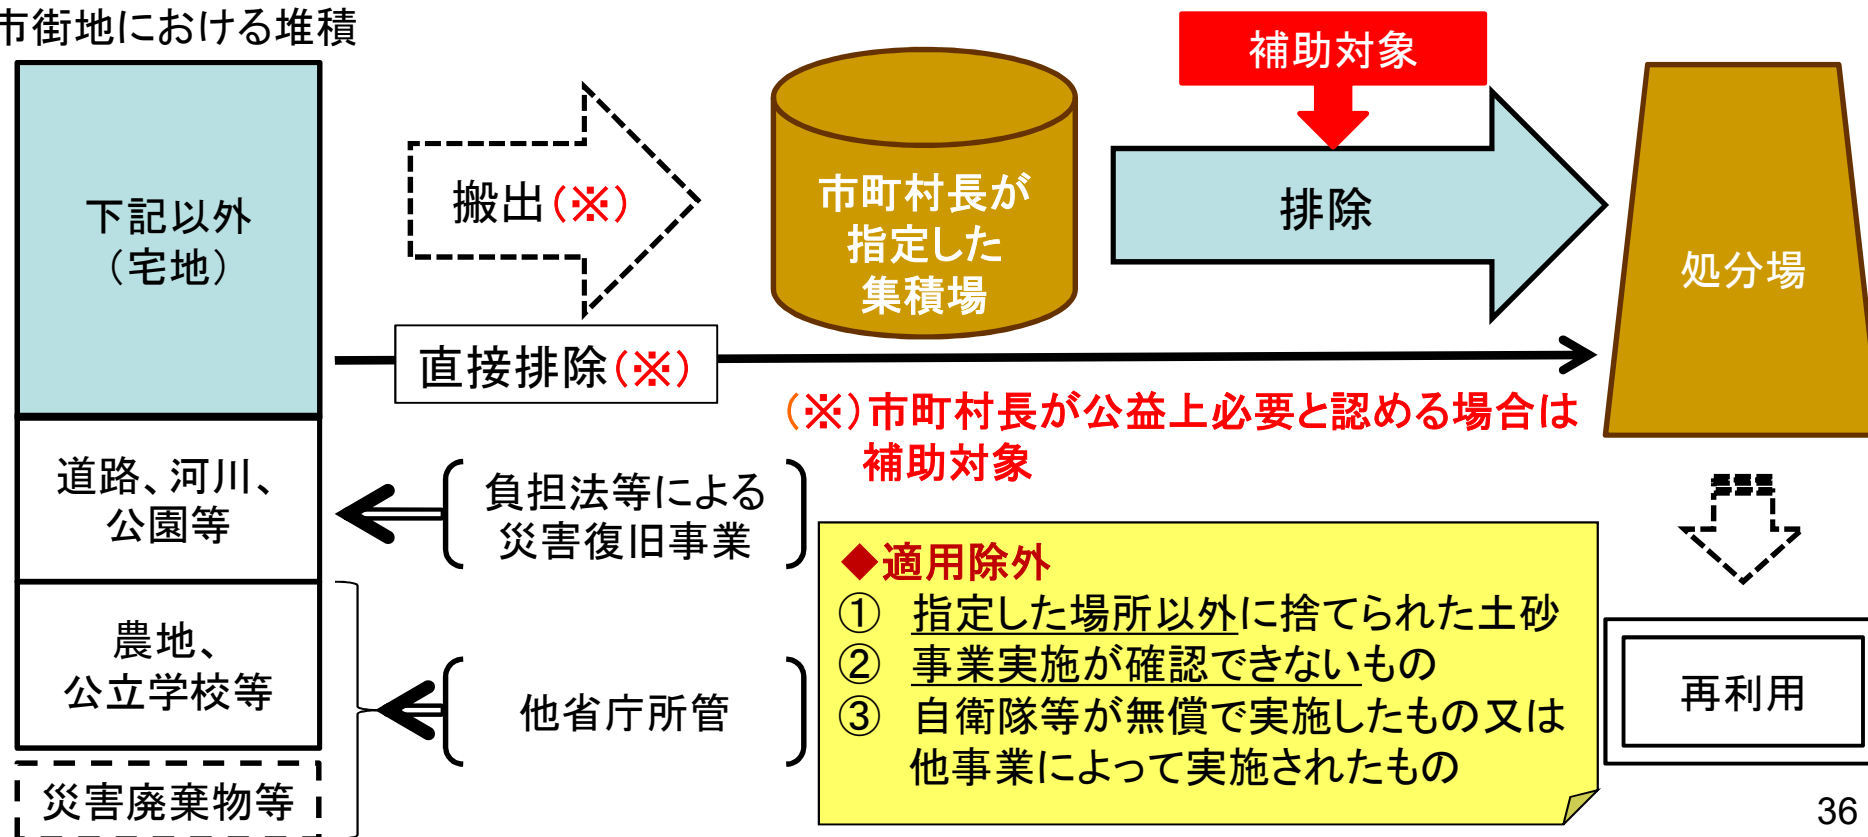 市街地における堆積
下記以外
（宅地）
道路、河川、
公園等
農地、
公立学校等
災害廃棄物等
搬出（※）
直接排除（※）
市町村長が
指定した
集積場
補助対象
排除
処分場
（※）市町村長が公益上必要と認める場合は
補助対象
負担法等による
災害復旧事業
他省庁所管
◆適用除外
① 指定した場所以外に捨てられた土砂
② 事業実施が確認できないもの
③ 自衛隊等が無償で実施したもの又は
他事業によって実施されたもの
再利用
36